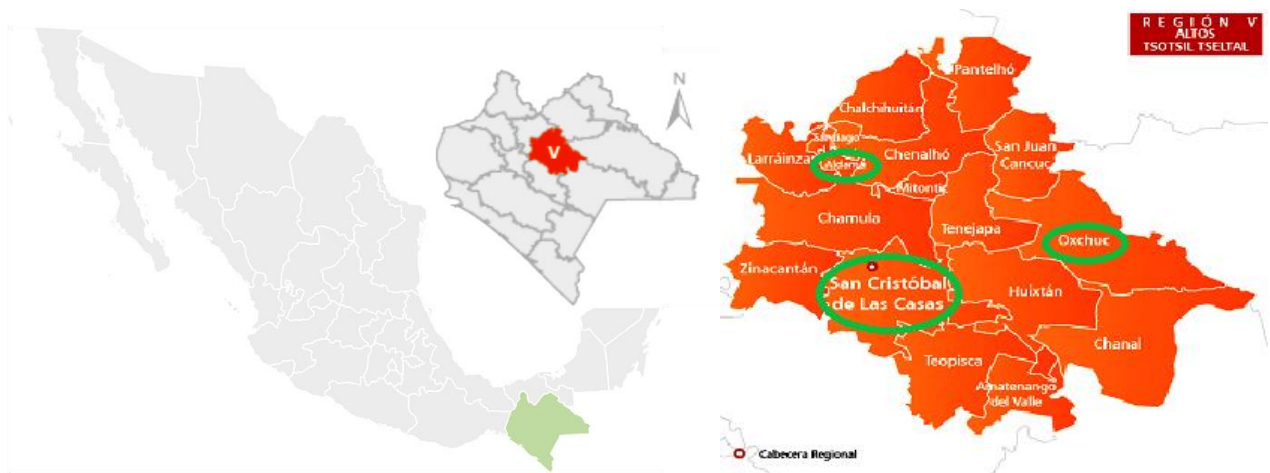 N
V
REGIÓN V
ALTOS
TSOTSIL TSELTAL
Pantelhó
Chalchihuitán
Santiago
Larráinzar
Aldama
Chenalhó
San Juan
Cancuc
Mitontic
Chamula
Tenejapa
Oxchuc
Zinacantán
San Cristóbal
de Las Casas
Huixtán
Chanal
Teopisca
Amatenango
del Valle
Cabecera Regional